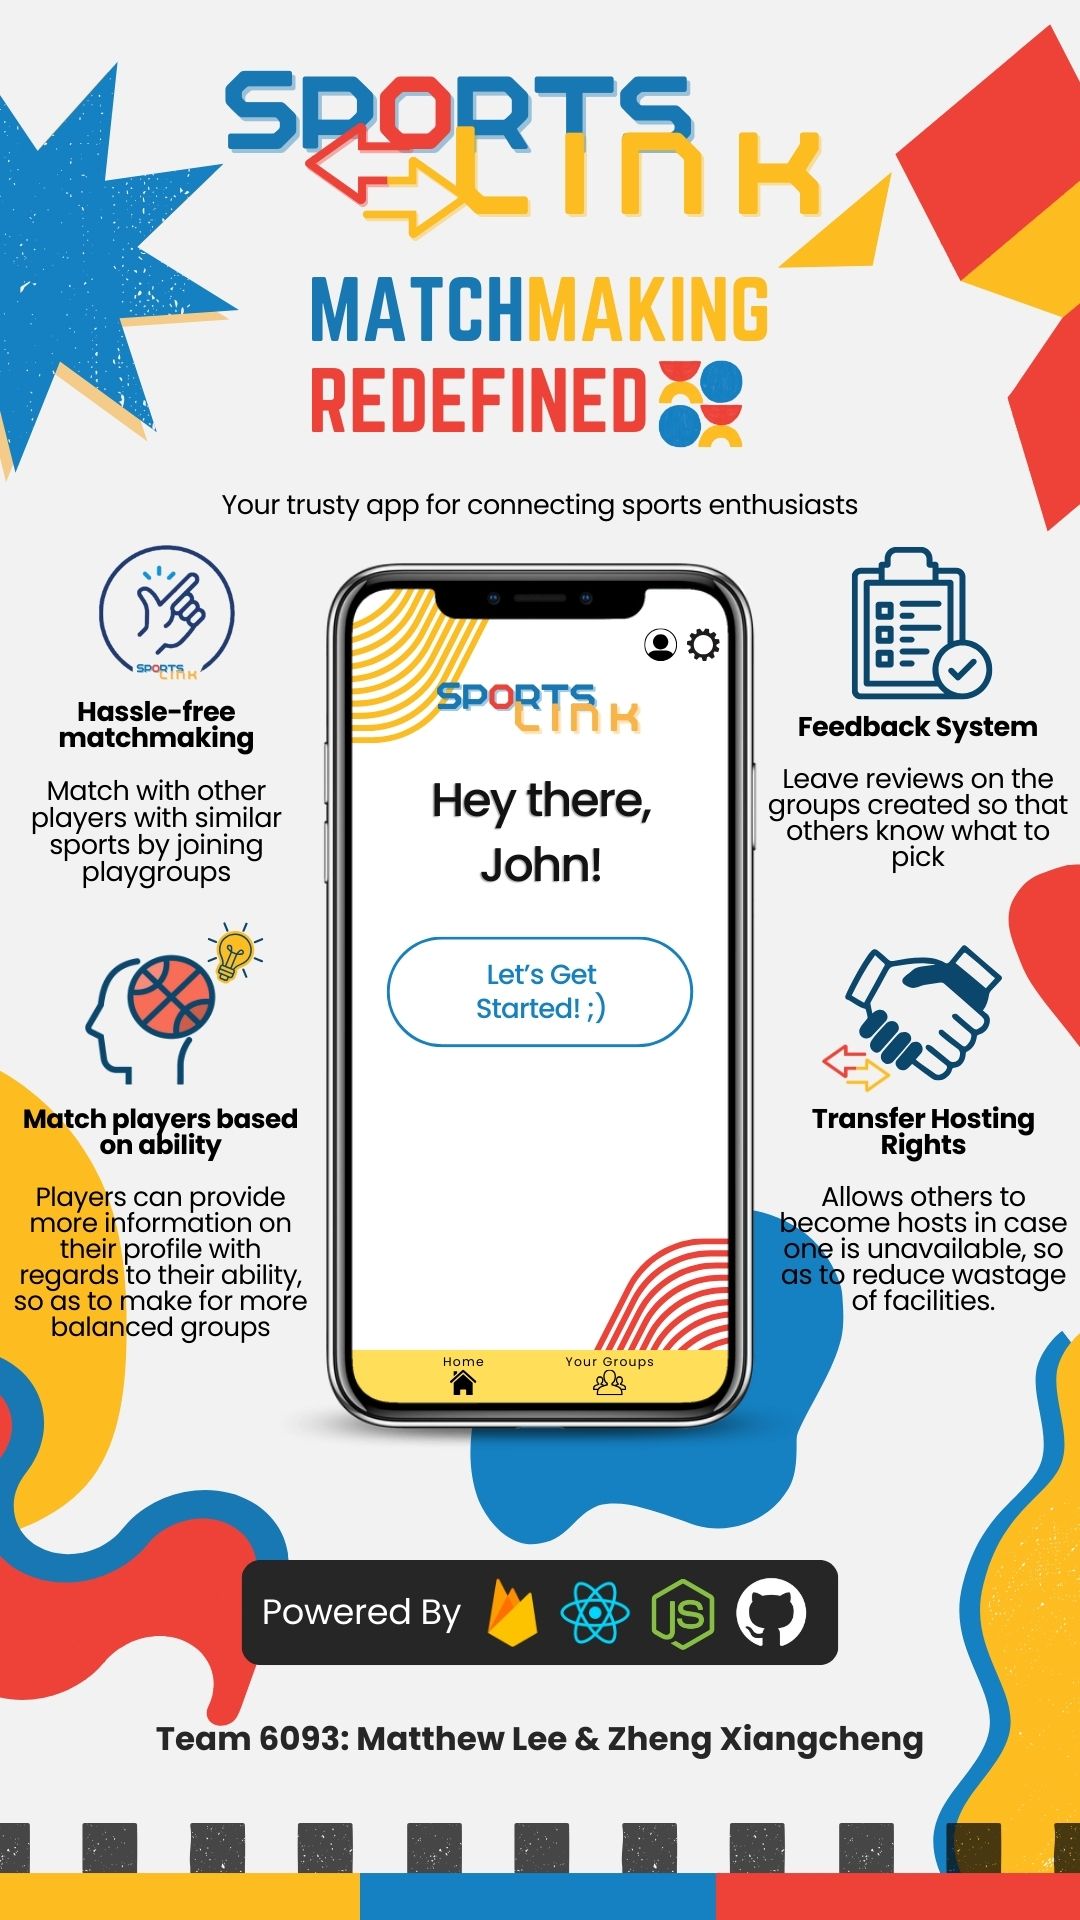 SPORTS
LINK
MATCHMAKING
REDEFINED
Your trusty app for connecting sports enthusiasts
SPORTS
LINK
Hassle-free
matchmaking
Match with other
players with similar
sports by joining
playgroups
Match players based
on ability
Players can provide
more information on
their profile with
regards to their ability,
so as to make for more
balanced groups
SPORTS
LINK
Hey there,
John!
Let's Get
Started! ;)
Home
Your Groups
Feedback System
Leave reviews on the
groups created so that
others know what to
pick
Transfer Hosting
Rights
Allows others to
become hosts in case
one is unavailable, so
as to reduce wastage
of facilities.
Powered By
JS
Team 6093: Matthew Lee & Zheng Xiangcheng